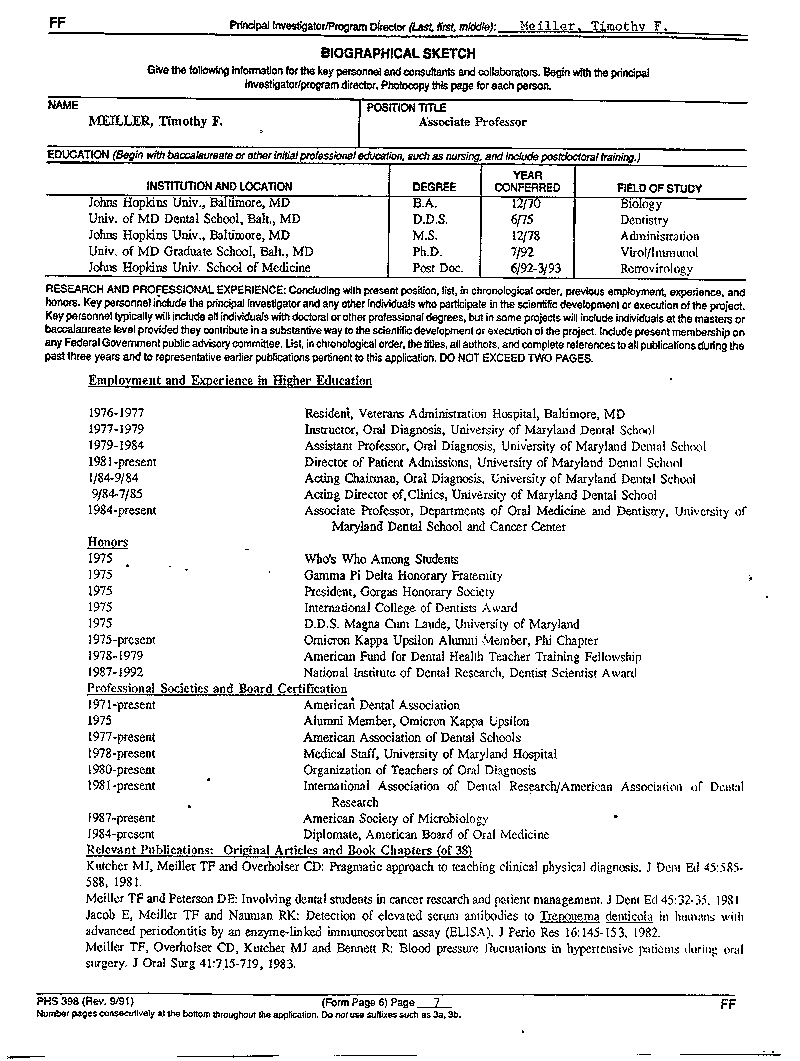 FF Principal Investigator/Program Director (Last, first, middle): Meiller, Timothy F.
BIOGRAPHICAL SKETCH
Give the following information for the key personnel and consultants and collaborators. Begin with the principal
investigator/program director. Photocopy this page for each person.
NAME POSITION TITLE
MEILLER, Timothy F. Associate Professor
EDUCATION (Begin with baccalaureate or other initial professional education, such as nursing, and include postdoctoral training.)
INSTITUTION AND LOCATION DEGREE YEAR CONFERRED FIELD OF STUDY
Johns Hopkins Univ., Baltimore, MD B.A. 12/70 Biology
Univ. of MD Dental School, Balt., MD D.D.S. 6/75 Dentistry
Johns Hopkins Univ., Baltimore, MD M.S. 12/78 Administration
Univ. of MD Graduate School, Balt., MD Ph.D. 7/92 Virol/Immunol
Johns Hopkins Univ. School of Medicine Post Doc. 6/92-3/93 Retrovirology
RESEARCH AND PROFESSIONAL EXPERIENCE: Concluding with present position, list, in chronological order, previous employment, experience, and
honors. Key personnel include the principal investigator and any other individuals who participate in the scientific development or execution of the project.
Key personnel typically will include all individuals with doctoral or other professional degrees, but in some projects will include individuals at the masters or
baccalaureate level provided they contribute in a substantive way to the scientific development or execution of the project. Include present membership on
any Federal Government public advisory committee. List, in chronological order, the titles, all authors, and complete references to all publications during the
past three years and to representative earlier publications pertinent to this application. DO NOT EXCEED TWO PAGES.
Employment and Experience in Higher Education
1976-1977 Resident, Veterans Administration Hospital, Baltimore, MD
1977-1979 Instructor, Oral Diagnosis, University of Maryland Dental School
1979-1984 Assistant Professor, Oral Diagnosis, University of Maryland Dental School
1981-present Director of Patient Admissions, University of Maryland Dental School
1/84-9/84 Acting Chairman, Oral Diagnosis, University of Maryland Dental School
9/84-7/85 Acting Director of Clinics, University of Maryland Dental School
1984-present Associate Professor, Departments of Oral Medicine and Dentistry, University of
Maryland Dental School and Cancer Center
Honors
1975 Who's Who Among Students
1975 Gamma Pi Delta Honorary Fraternity
1975 President, Gorgas Honorary Society
1975 International College of Dentists Award
1975 D.D.S. Magna Cum Laude, University of Maryland
1975-present Omicron Kappa Upsilon Alumni Member, Phi Chapter
1978-1979 American Fund for Dental Health Teacher Training Fellowship
1987-1992 National Institute of Dental Research, Dentist Scientist Award
Professional Societies and Board Certification
1971-present American Dental Association
1975 Alumni Member, Omicron Kappa Upsilon
1977-present American Association of Dental Schools
1978-present Medical Staff, University of Maryland Hospital
1980-present Organization of Teachers of Oral Diagnosis
1981-present International Association of Dental Research/American Association of Dental
Research
1987-present American Society of Microbiology
1984-present Diplomate, American Board of Oral Medicine
Relevant Publications: Original Articles and Book Chapters (of 38)
Kutcher MJ, Meiller TF and Overholser CD: Pragmatic approach to teaching clinical physical diagnosis. J Dent Ed 45:585-
588, 1981.
Meiller TF and Peterson DE: Involving dental students in cancer research and patient management. J Dent Ed 45:32-35, 1981
Jacob E, Meiller TF and Nauman RK: Detection of elevated serum antibodies to Treponema denticola in humans with
advanced periodontitis by an enzyme-linked immunosorbent assay (ELISA). J Perio Res 16:145-153, 1982.
Meiller TF, Overholser CD, Kutcher MJ and Bennett R: Blood pressure fluctuations in hypertensive patients during oral
surgery. J Oral Surg 41:715-719, 1983.
PHS 398 (Rev. 9/91) (Form Page 6) Page 7 FF
Number pages consecutively at the bottom throughout the application. Do not use suffixes such as 3a, 3b.